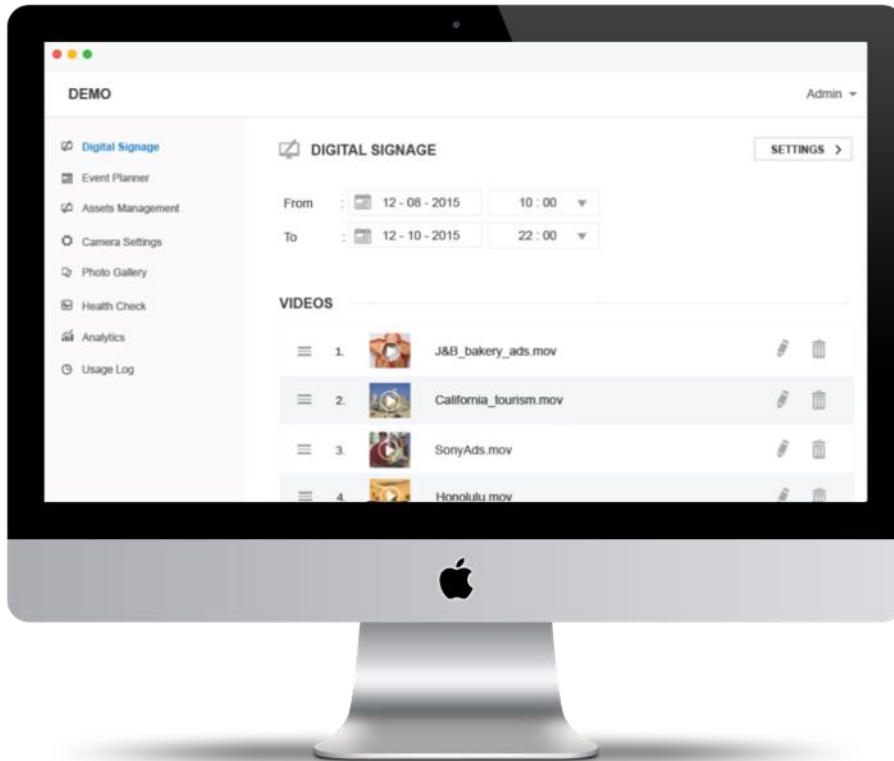 DEMO
Admin
Digital Signage
Event Planner
Assets Management
Camera Settings
Photo Gallery
Health Check
Analytics
Usage Log
DIGITAL SIGNAGE
SETTINGS >
From : 12 - 08 - 2015 10 : 00
To : 12 - 10 - 2015 22 : 00
VIDEOS
1. J&B_bakery_ads.mov
2. California_tourism.mov
3. SonyAds.mov
4. Honolulu.mov